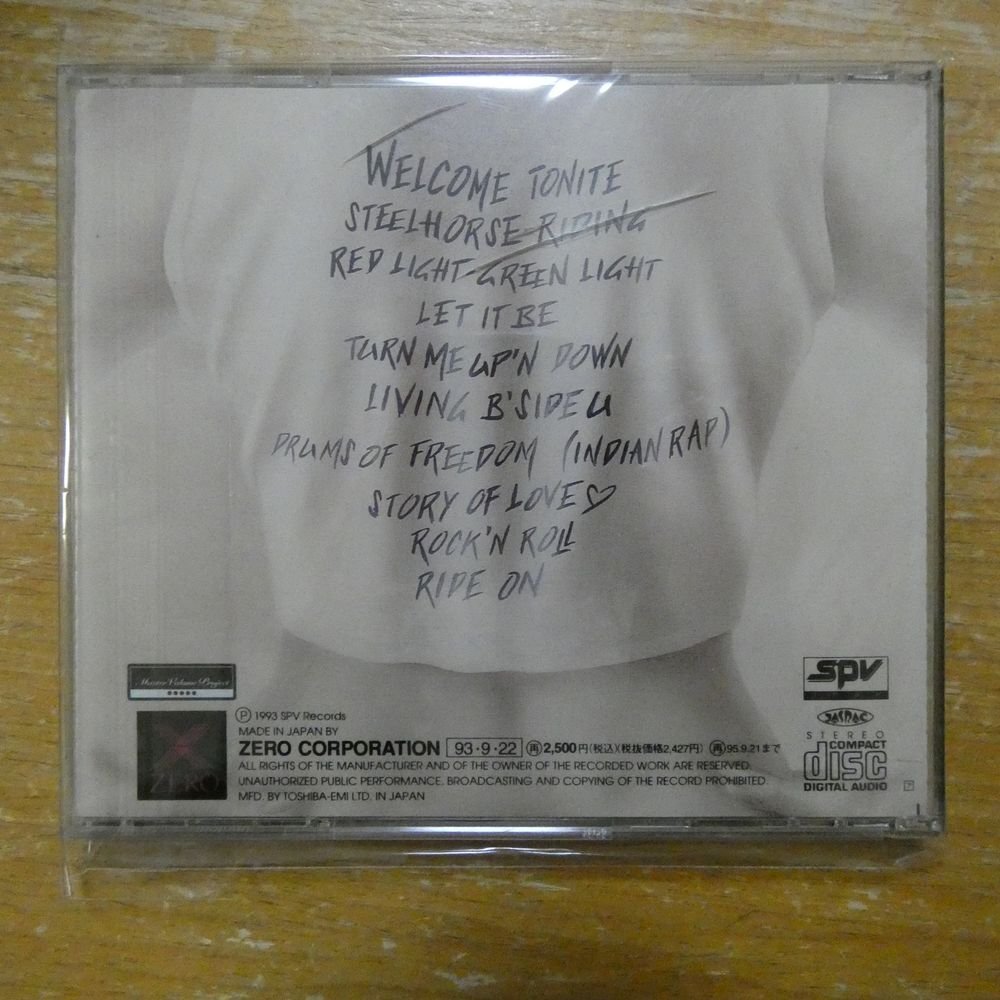 WELCOME TONITE
STEELHORSE RIDING
RED LIGHT-GREEN LIGHT
LET IT BE
TURN ME UP'N DOWN
LIVING B'SIDE U
DRUMS OF FREEDOM (INDIAN RAP)
STORY OF LOVE♡
ROCK'N ROLL
RIDE ON
Master Volume Project
X
ZERO
Ⓟ 1993 SPV Records
MADE IN JAPAN BY
ZERO CORPORATION 93・9・22 再 2,500円(税込)(税抜価格2,427円) 再95.9.21まで
ALL RIGHTS OF THE MANUFACTURER AND OF THE OWNER OF THE RECORDED WORK ARE RESERVED.
UNAUTHORIZED PUBLIC PERFORMANCE. BROADCASTING AND COPYING OF THE RECORD PROHIBITED.
MFD. BY TOSHIBA-EMI LTD. IN JAPAN
SPV
JASRAC
STEREO
COMPACT
disc
DIGITAL AUDIO